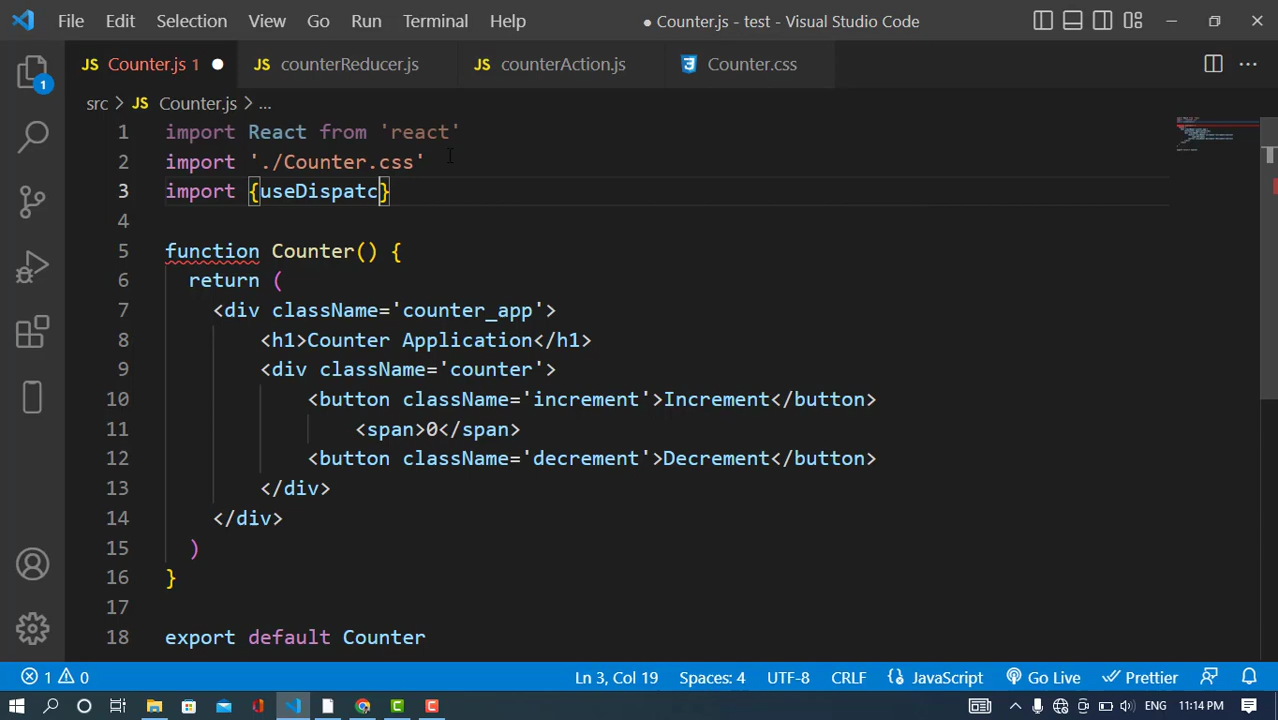 File Edit Selection View Go Run Terminal Help ● Counter.js - test - Visual Studio Code
JS Counter.js 1 ● JS counterReducer.js JS counterAction.js Counter.css ...
1
src > JS Counter.js > ...
1 import React from 'react'
2 import './Counter.css'
3 import {useDispatc}
4
5 function Counter() {
6 return (
7 <div className='counter_app'>
8 <h1>Counter Application</h1>
9 <div className='counter'>
10 <button className='increment'>Increment</button>
11 <span>0</span>
12 <button className='decrement'>Decrement</button>
13 </div>
14 </div>
15 )
16 }
17
18 export default Counter
1 0 Ln 3, Col 19 Spaces: 4 UTF-8 CRLF JavaScript Go Live Prettier
ENG 11:14 PM